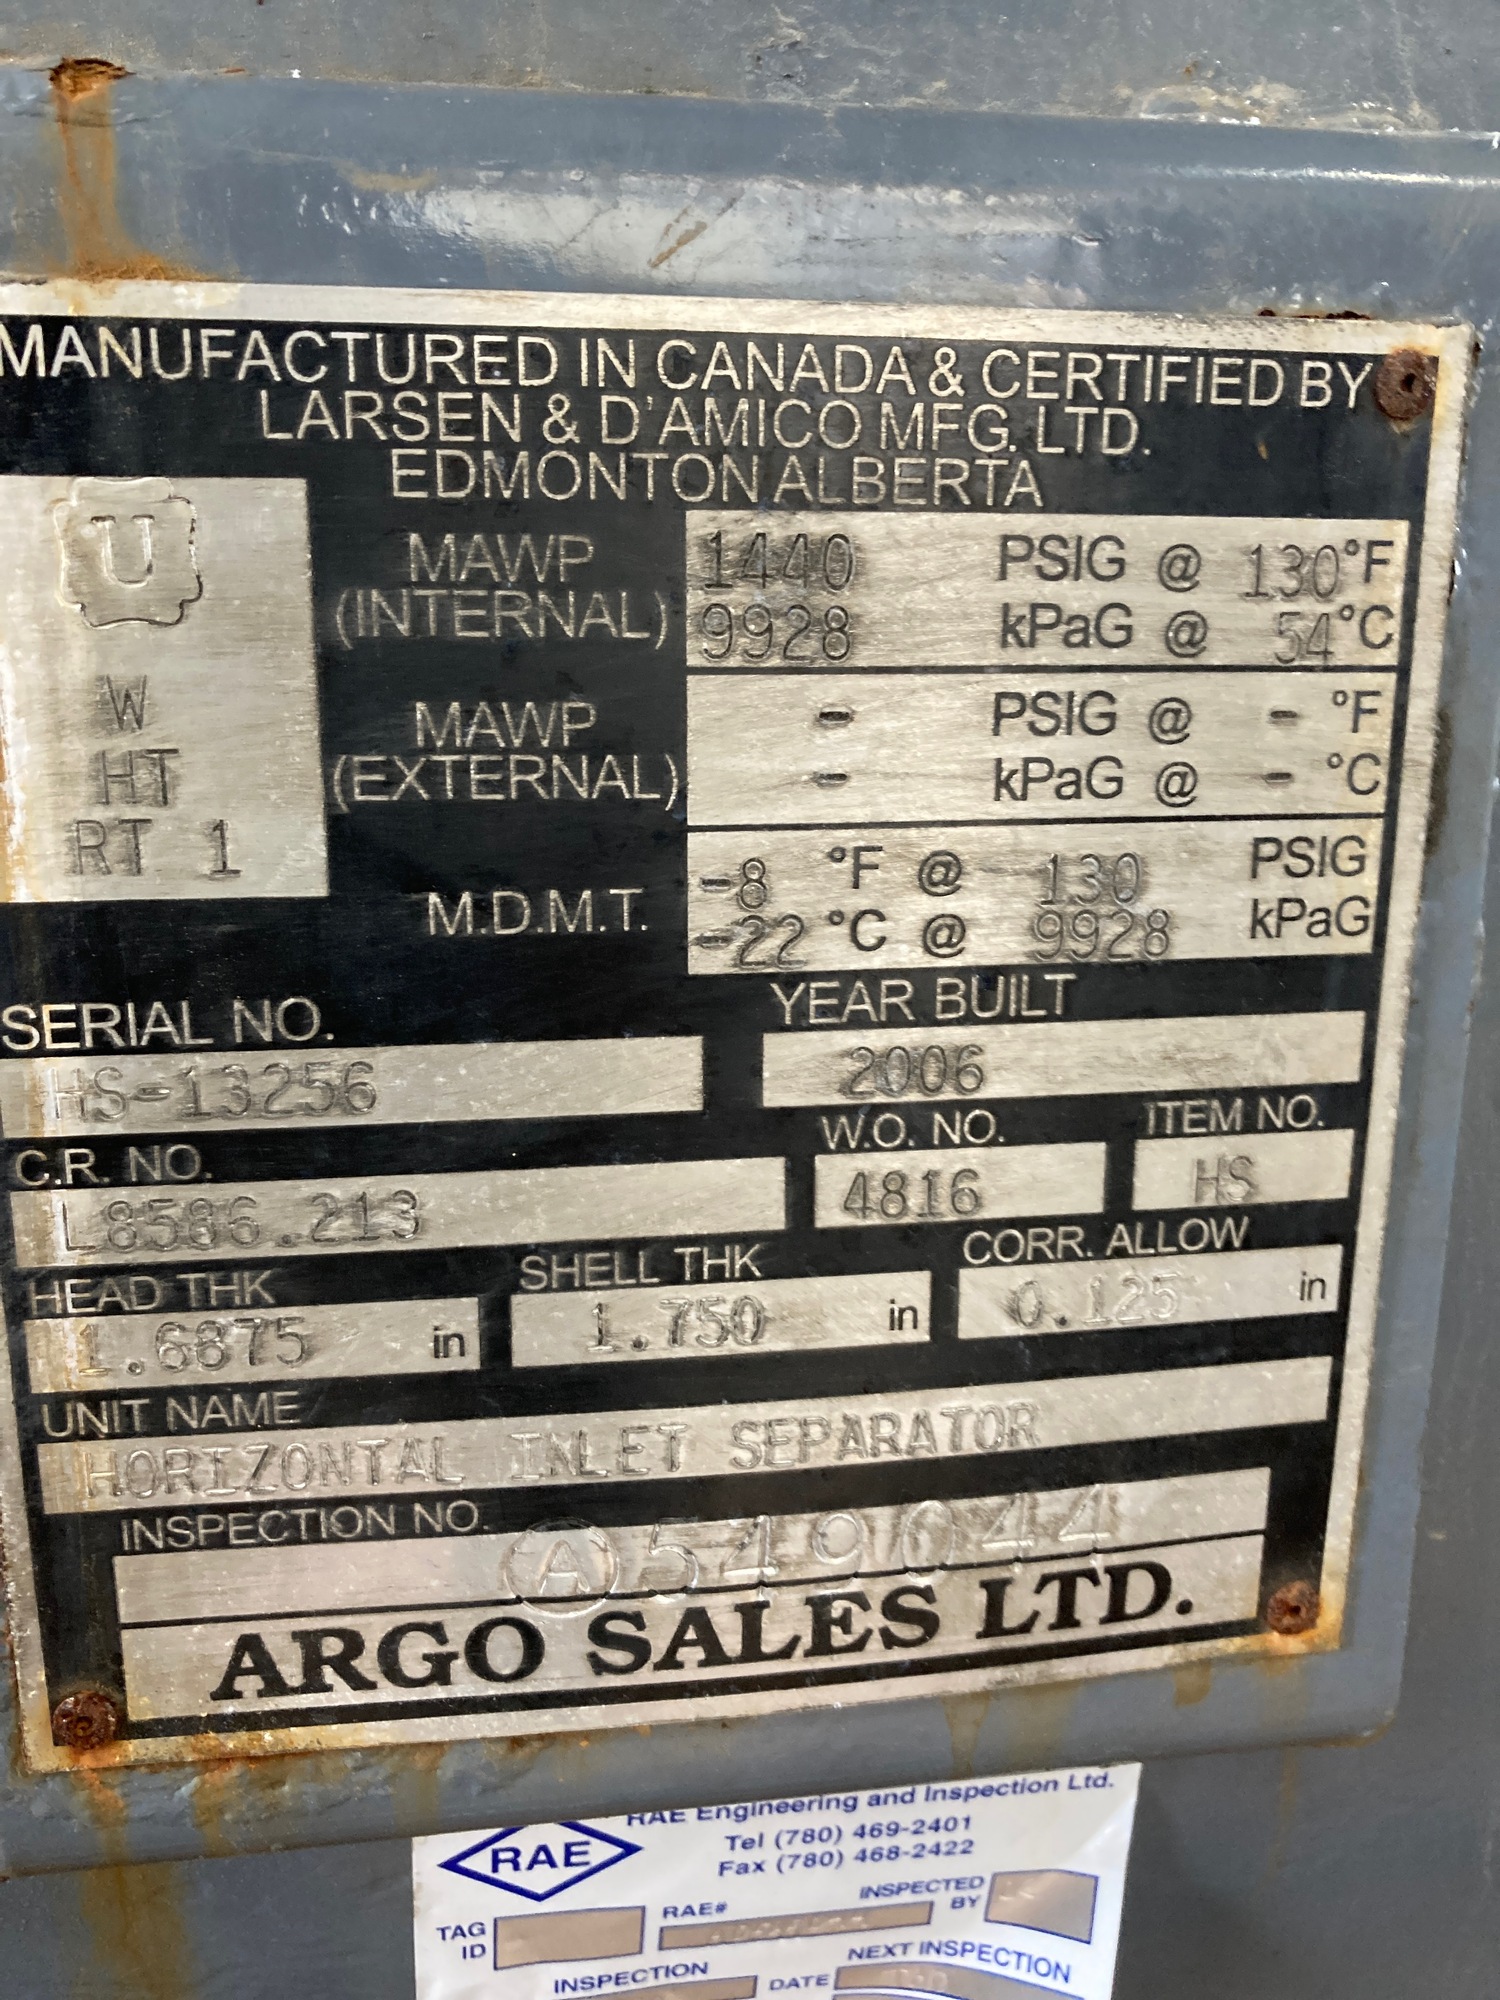 MANUFACTURED IN CANADA & CERTIFIED BY
LARSEN & D'AMICO MFG. LTD.
EDMONTON ALBERTA
U
W
HT
RT 1
MAWP (INTERNAL)
1440 PSIG @ 130°F
9928 kPaG @ 54°C
MAWP (EXTERNAL)
- PSIG @ - °F
- kPaG @ - °C
M.D.M.T.
-8 °F @ 130 PSIG
-22 °C @ 9928 kPaG
SERIAL NO.
HS-13256
YEAR BUILT
2006
C.R. NO.
L8586.213
W.O. NO.
4816
ITEM NO.
HS
HEAD THK
1.6875 in
SHELL THK
1.750 in
CORR. ALLOW
0.125 in
UNIT NAME
HORIZONTAL INLET SEPARATOR
INSPECTION NO.
A 549044
ARGO SALES LTD.
RAE
RAE Engineering and Inspection Ltd.
Tel (780) 469-2401
Fax (780) 468-2422
TAG ID
RAE#
INSPECTED BY
INSPECTION
DATE
NEXT INSPECTION